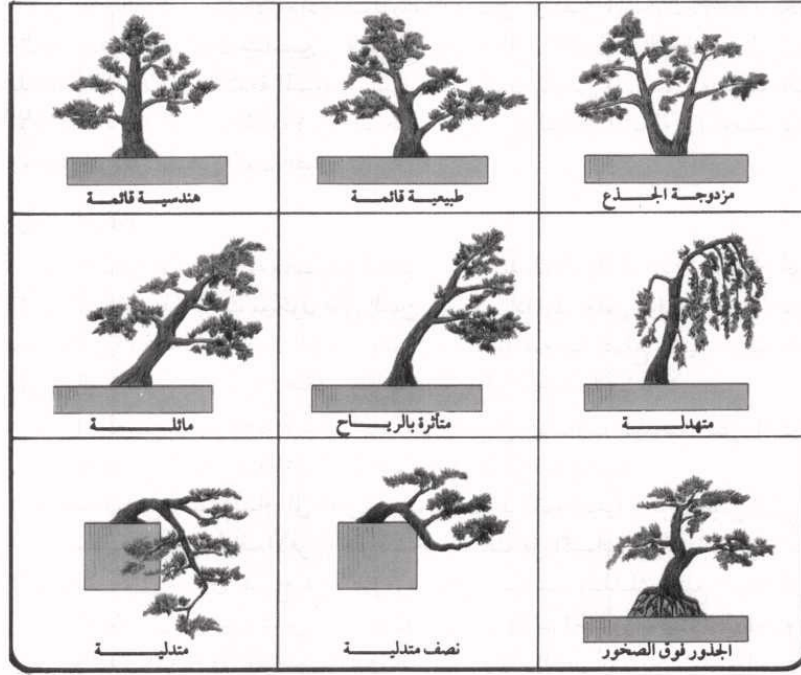 مزدوجة الجذع
طبيعية قائمة
هندسية قائمة
متهدلة
متأثرة بالرياح
مائلة
الجذور فوق الصخور
نصف متدلية
متدلية